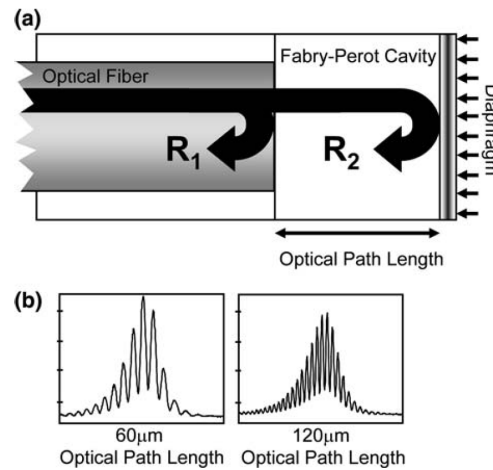 (a)
Optical Fiber
Fabry-Perot Cavity
Diaphragm
R1
R2
Optical Path Length
(b)
60μm
Optical Path Length
120μm
Optical Path Length